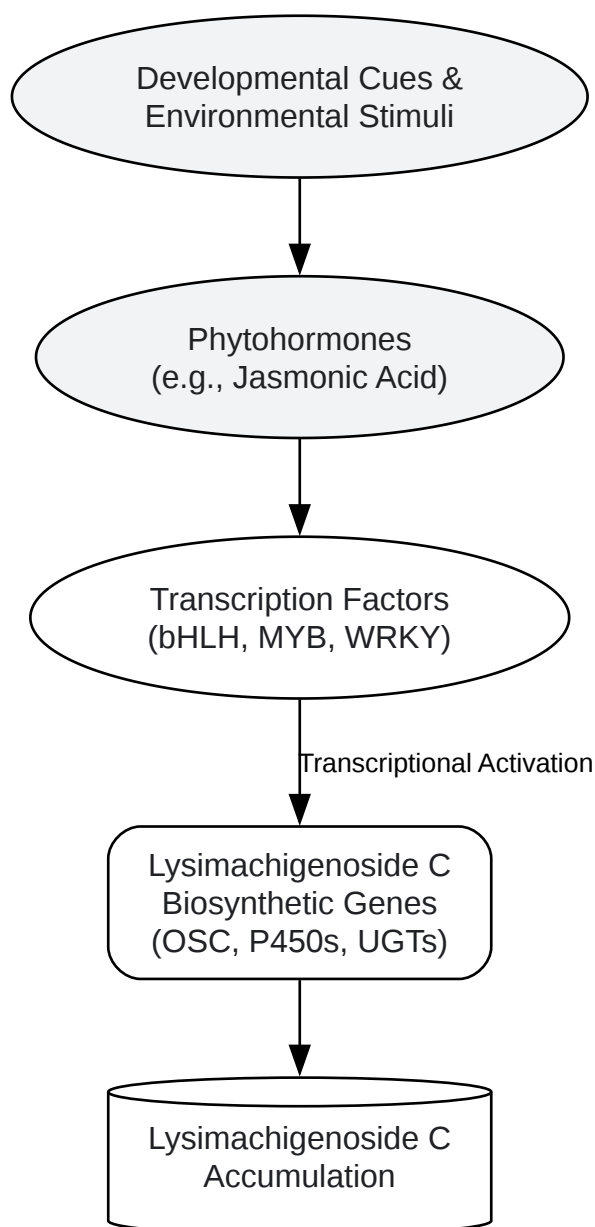 Developmental Cues &
Environmental Stimuli
Phytohormones
(e.g., Jasmonic Acid)
Transcription Factors
(bHLH, MYB, WRKY)
Transcriptional Activation
Lysimachigenoside C
Biosynthetic Genes
(OSC, P450s, UGTs)
Lysimachigenoside C
Accumulation